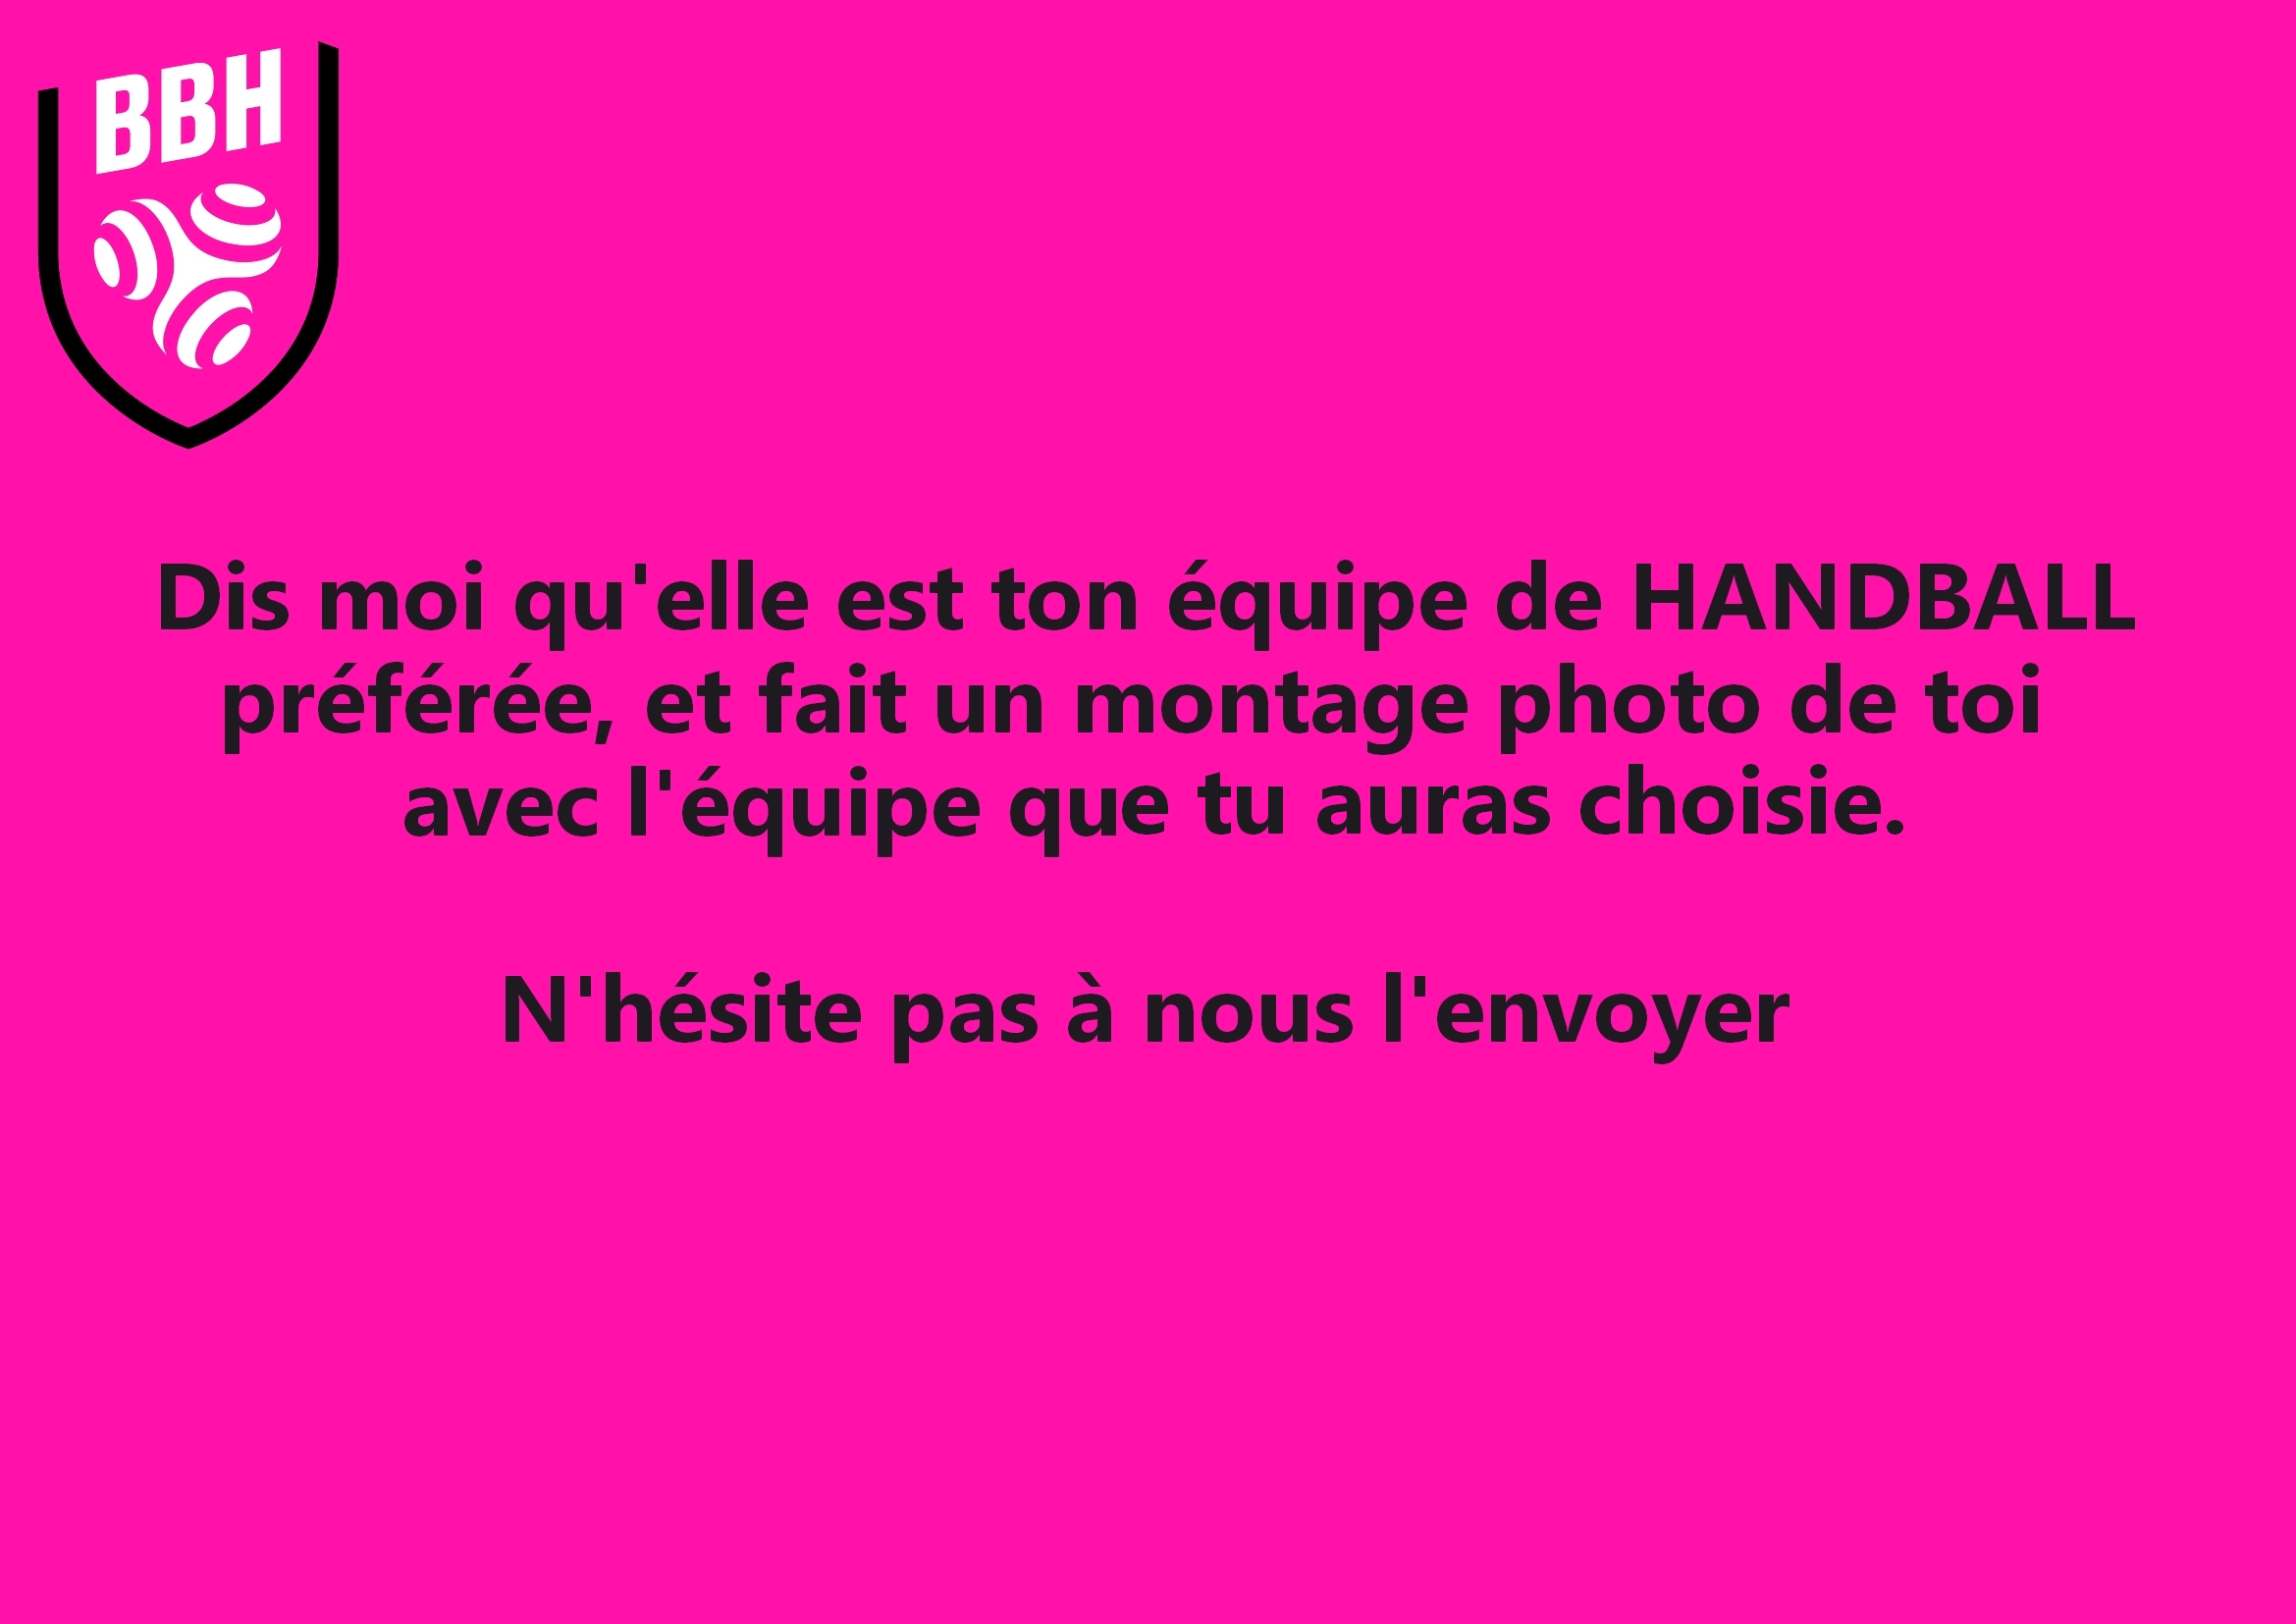 BBH
Dis moi qu'elle est ton équipe de HANDBALL
préférée, et fait un montage photo de toi
avec l'équipe que tu auras choisie.
N'hésite pas à nous l'envoyer